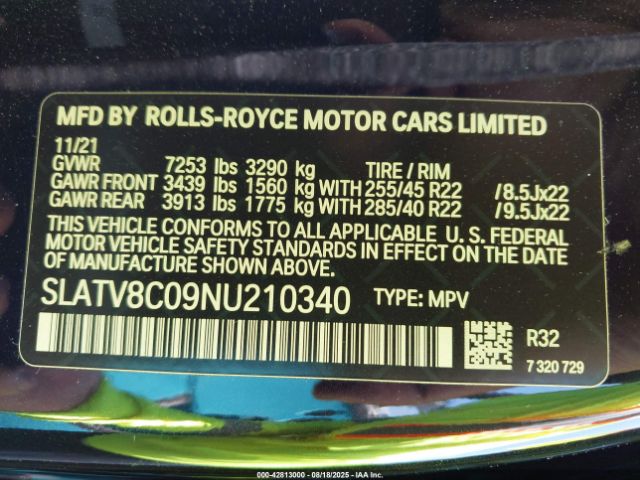 MFD BY ROLLS-ROYCE MOTOR CARS LIMITED
11/21
GVWR 7253 lbs 3290 kg TIRE / RIM
GAWR FRONT 3439 lbs 1560 kg WITH 255/45 R22 /8.5Jx22
GAWR REAR 3913 lbs 1775 kg WITH 285/40 R22 /9.5Jx22
THIS VEHICLE CONFORMS TO ALL APPLICABLE U. S. FEDERAL
MOTOR VEHICLE SAFETY STANDARDS IN EFFECT ON THE DATE
OF MANUFACTURE SHOWN ABOVE.
SLATV8C09NU210340 TYPE: MPV
R32
7 320 729
000-42813000 - 08/18/2025 - Copyright IAA, Inc.